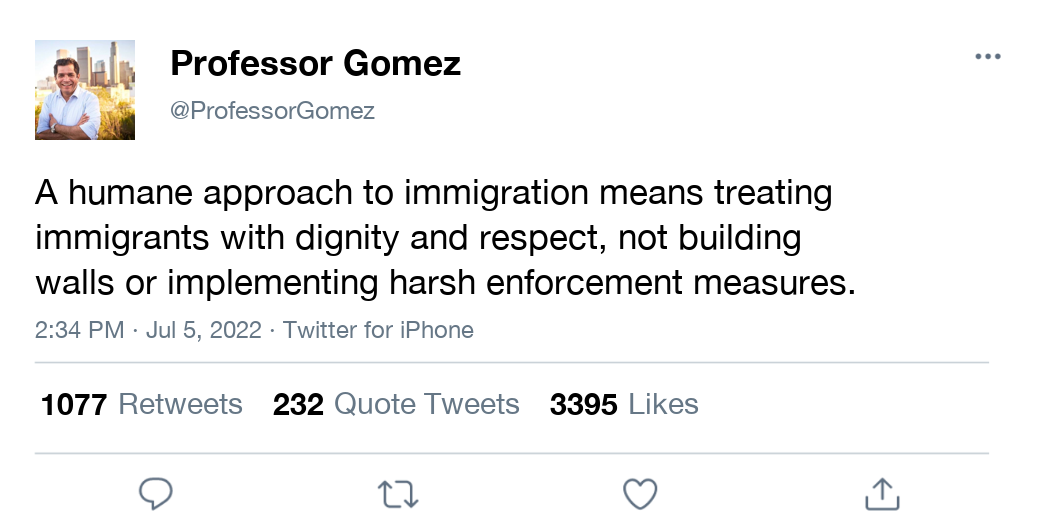 Professor Gomez
@ProfessorGomez
A humane approach to immigration means treating
immigrants with dignity and respect, not building
walls or implementing harsh enforcement measures.
2:34 PM · Jul 5, 2022 · Twitter for iPhone
1077 Retweets 232 Quote Tweets 3395 Likes